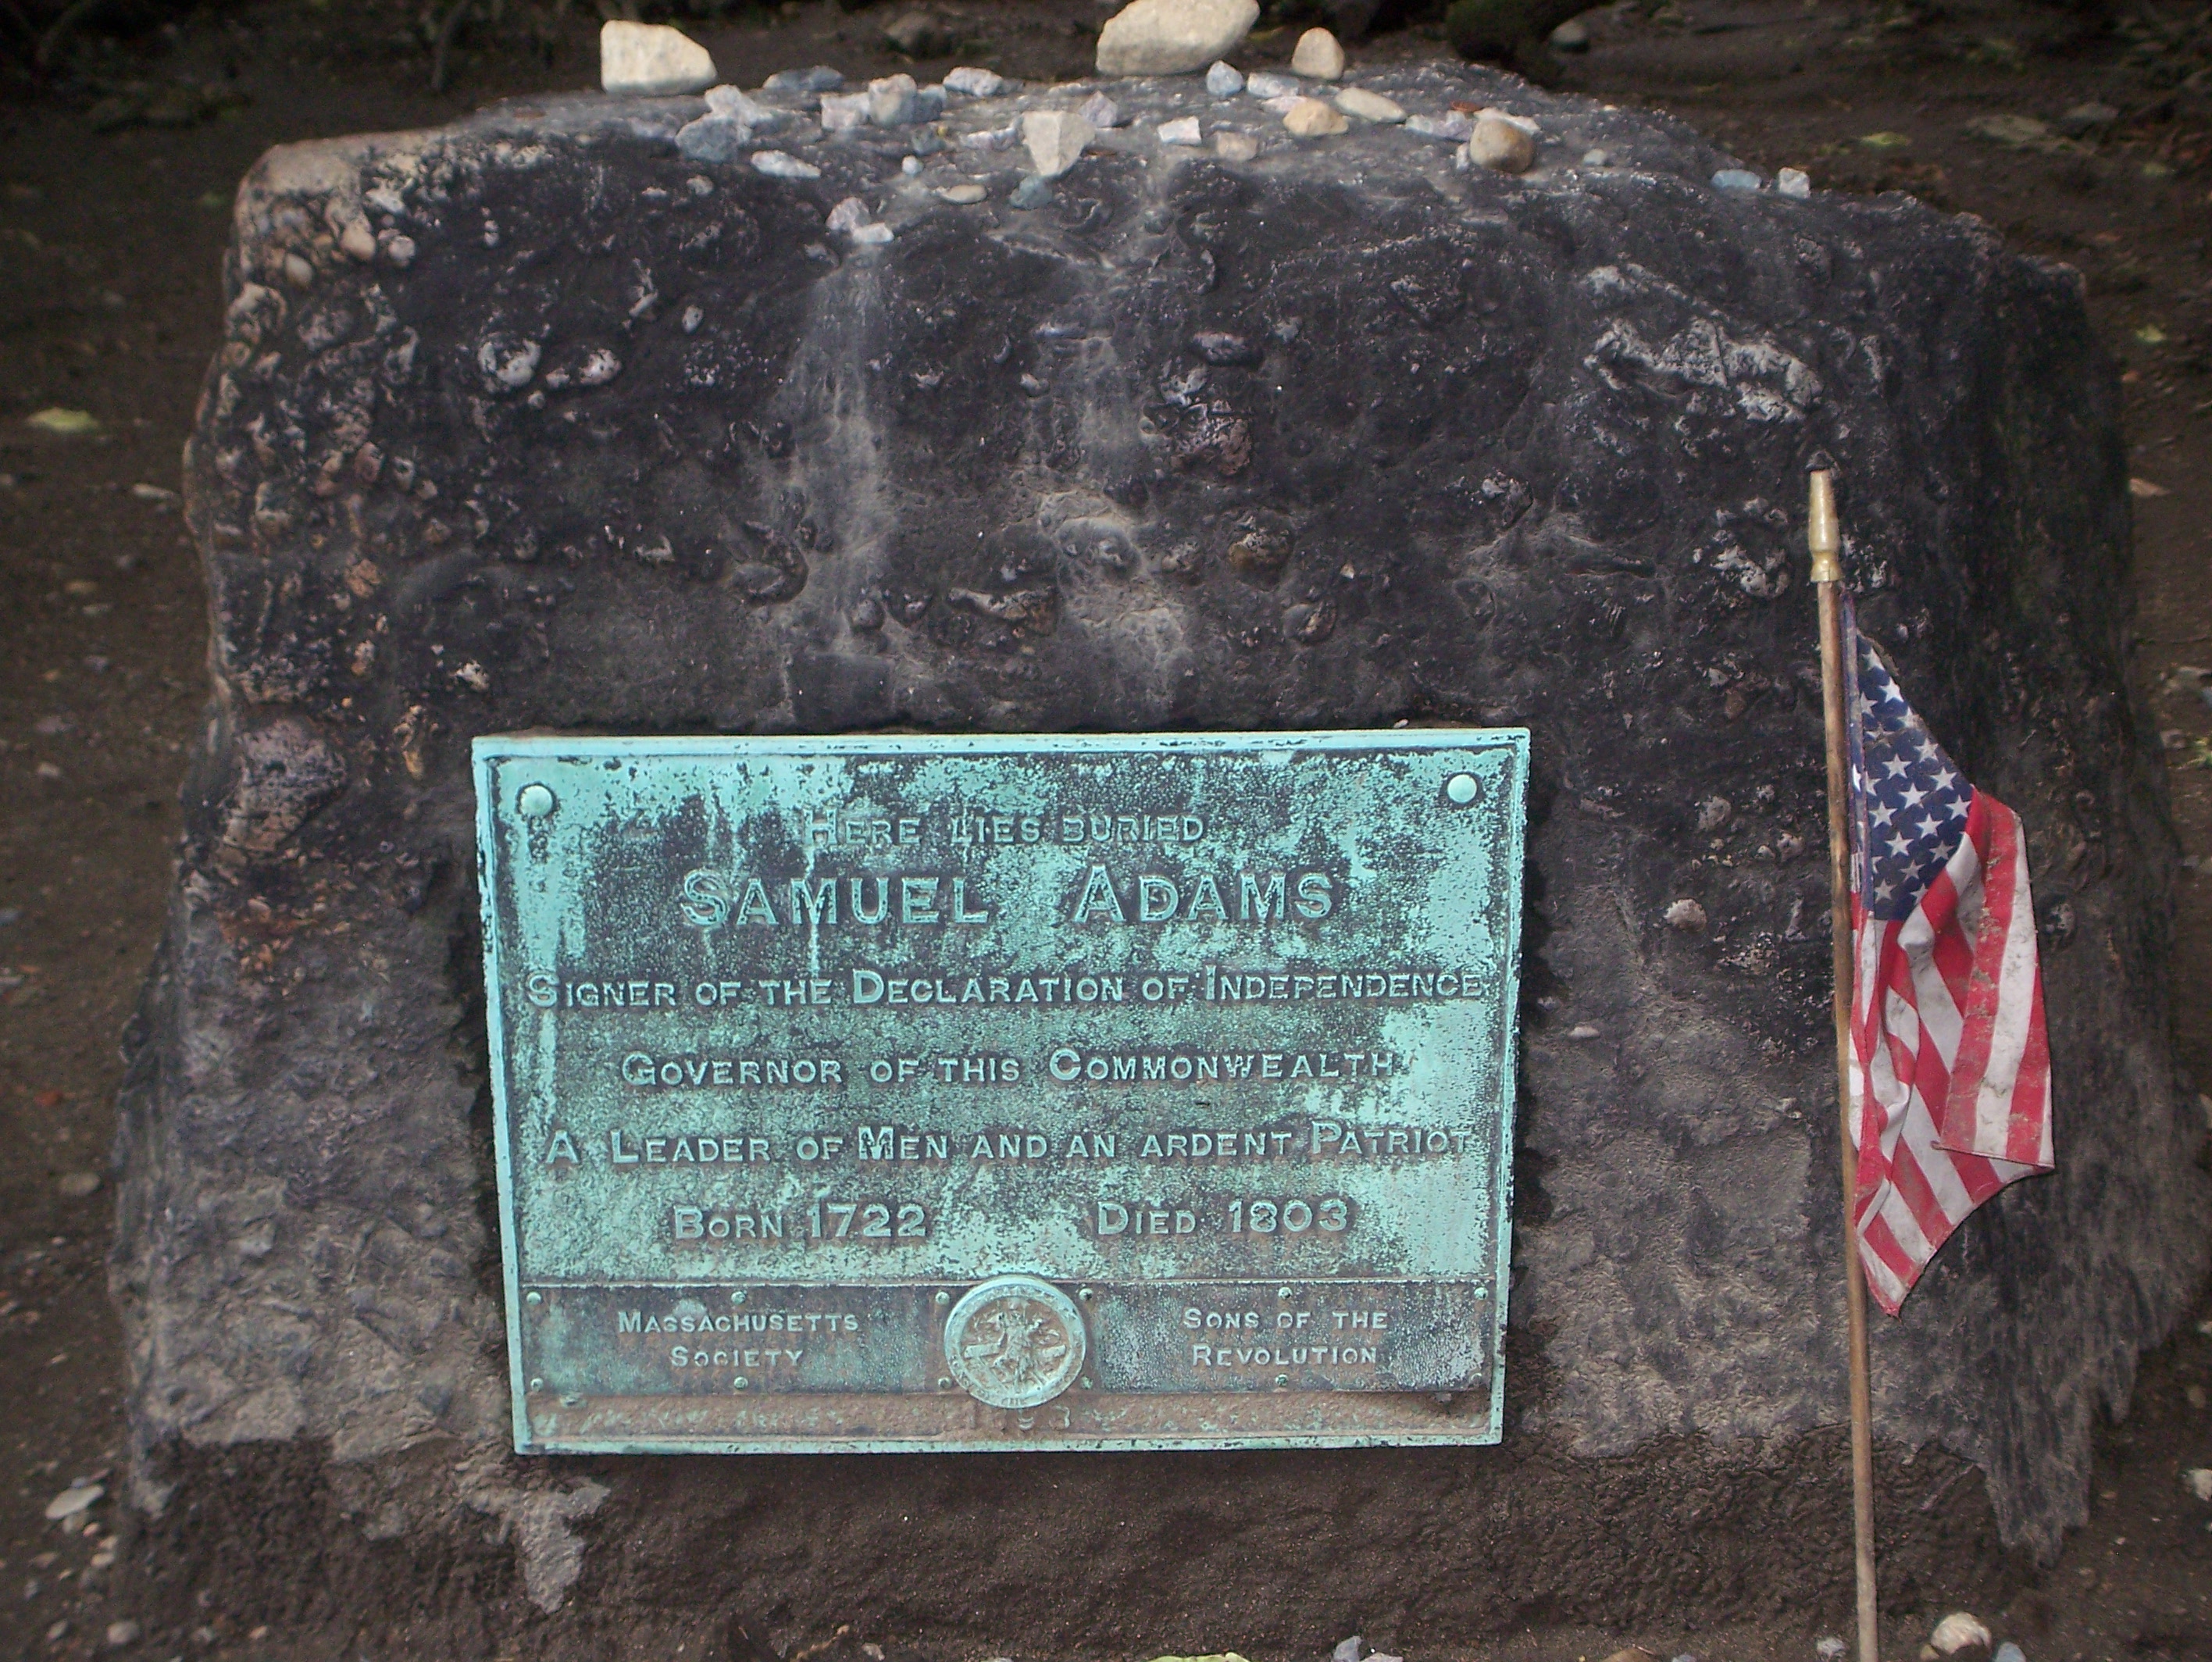 HERE LIES BURIED
SAMUEL ADAMS
SIGNER OF THE DECLARATION OF INDEPENDENCE
GOVERNOR OF THIS COMMONWEALTH
A LEADER OF MEN AND AN ARDENT PATRIOT
BORN 1722 DIED 1803
MASSACHUSETTS
SOCIETY
SONS OF THE
REVOLUTION